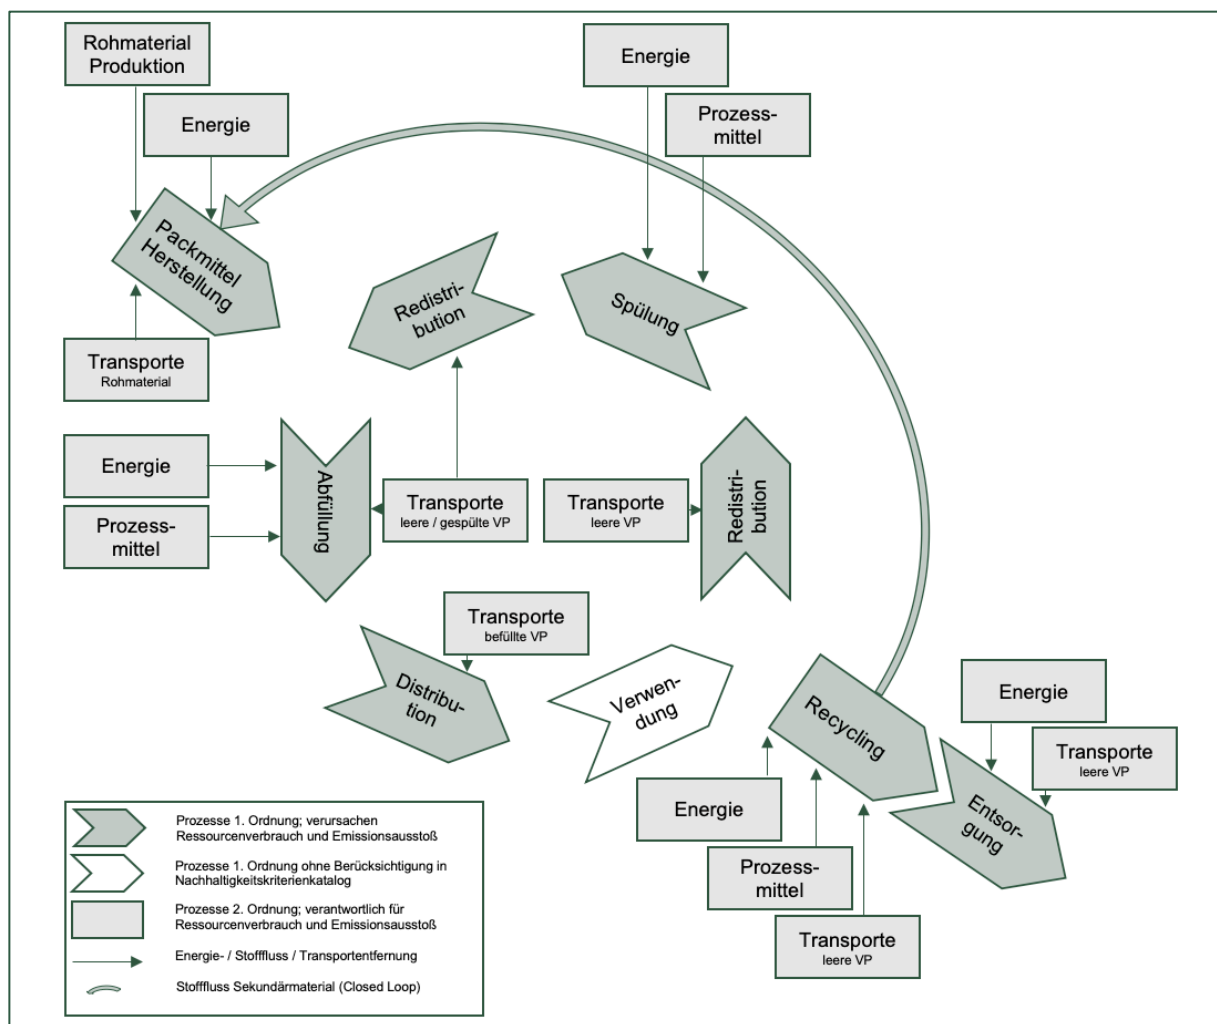 Rohmaterial
Produktion
Energie
Energie
Prozess-
mittel
Packmittel
Herstellung
Redistri-
bution
Spülung
Transporte
Rohmaterial
Energie
Prozess-
mittel
Abfüllung
Transporte
leere / gespülte VP
Transporte
leere VP
Redistri-
bution
Transporte
befüllte VP
Distribu-
tion
Verwen-
dung
Recycling
Energie
Transporte
leere VP
Entsor-
gung
Energie
Prozess-
mittel
Transporte
leere VP
Prozesse 1. Ordnung; verursachen
Ressourcenverbrauch und Emissionsausstoß
Prozesse 1. Ordnung ohne Berücksichtigung in
Nachhaltigkeitskriterienkatalog
Prozesse 2. Ordnung; verantwortlich für
Ressourcenverbrauch und Emissionsausstoß
Energie- / Stofffluss / Transportentfernung
Stofffluss Sekundärmaterial (Closed Loop)